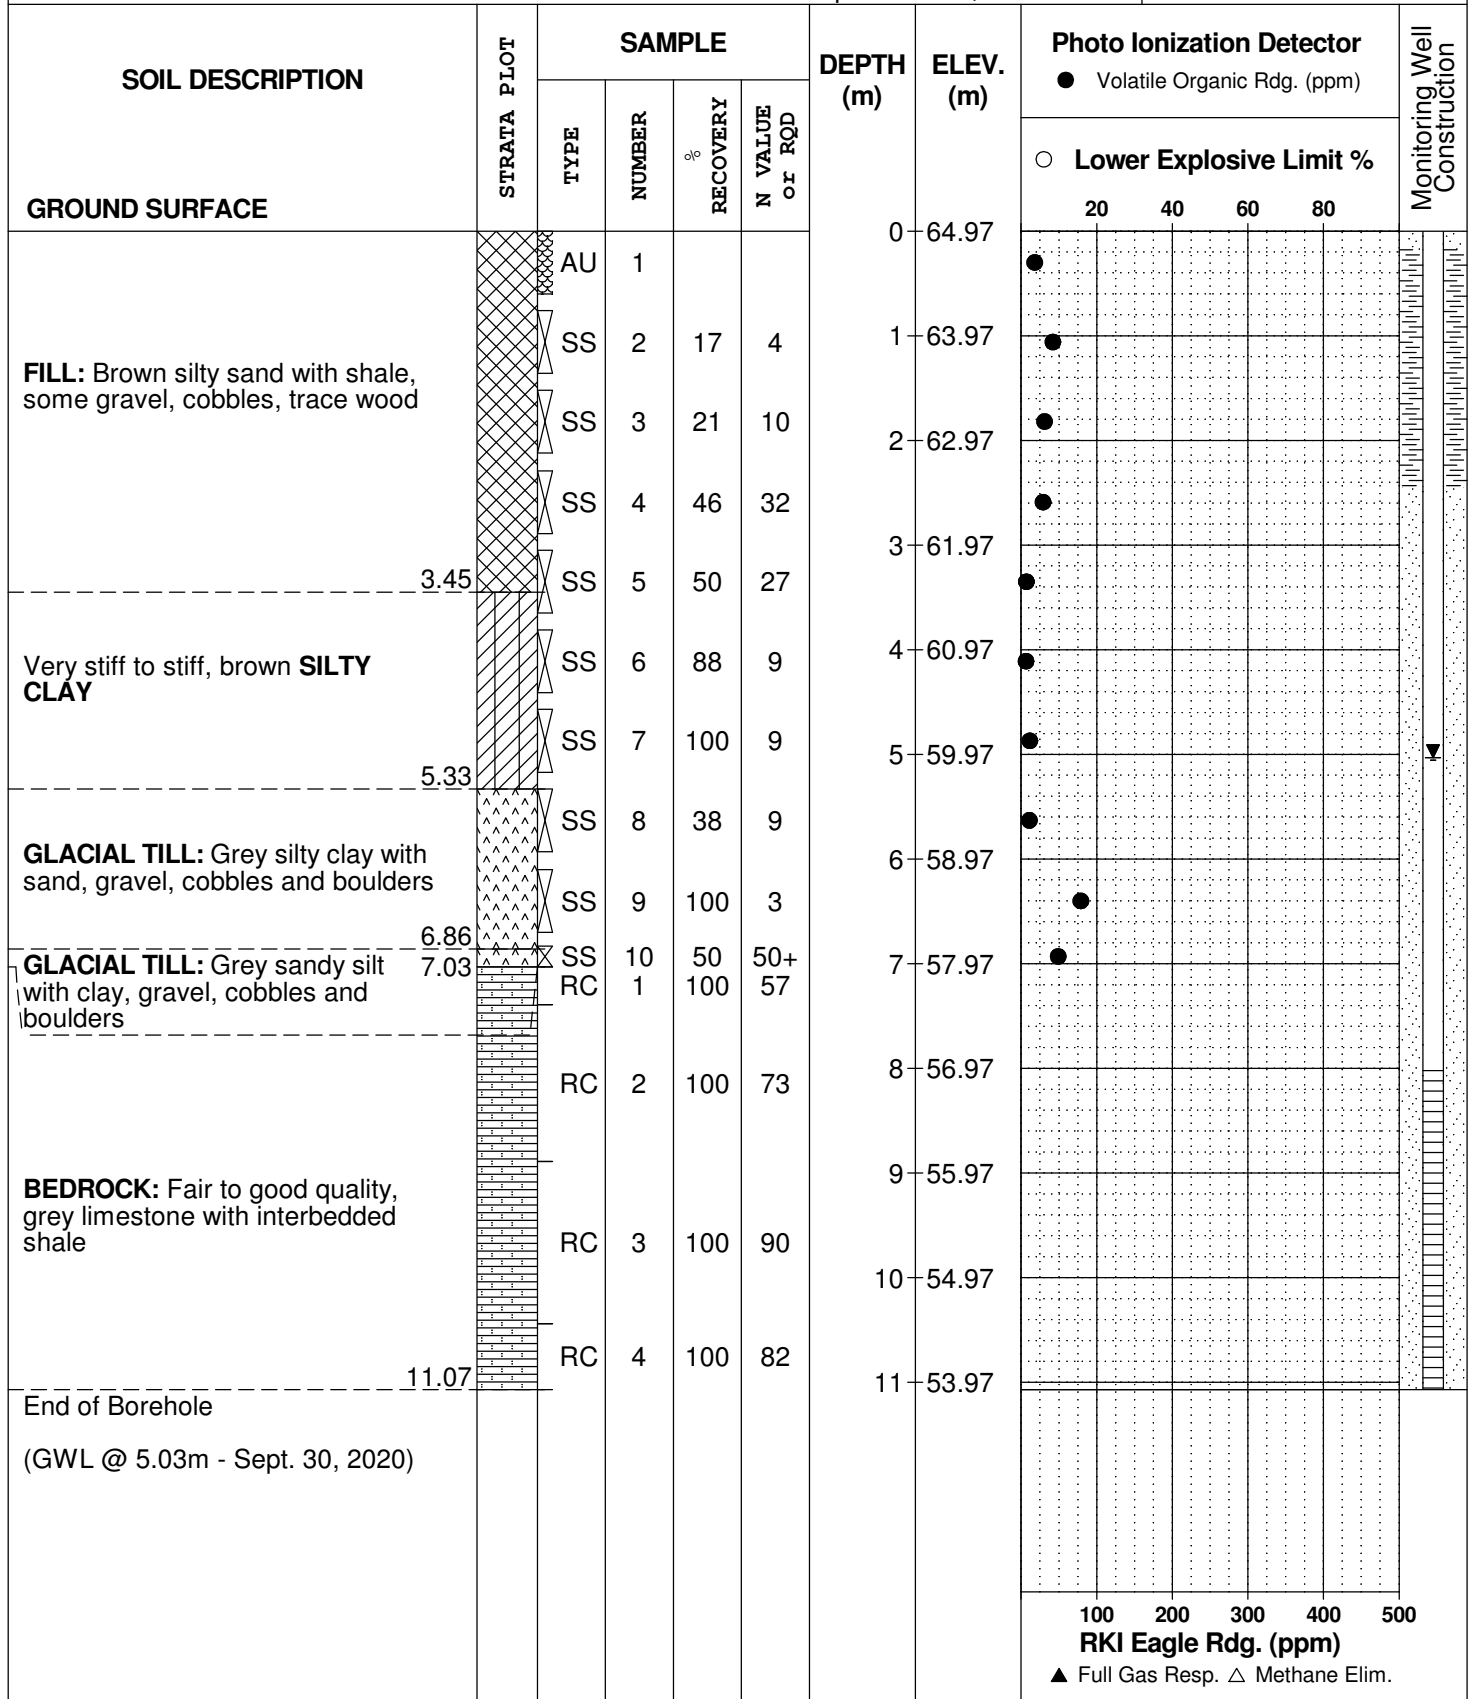 SOIL DESCRIPTION
GROUND SURFACE
STRATA PLOT
SAMPLE
TYPE
NUMBER
%
RECOVERY
N VALUE
or RQD
DEPTH
(m)
ELEV.
(m)
Photo Ionization Detector
● Volatile Organic Rdg. (ppm)
○ Lower Explosive Limit %
20 40 60 80
Monitoring Well
Construction
0 64.97
AU 1
SS 2 17 4
1 63.97
FILL: Brown silty sand with shale,
some gravel, cobbles, trace wood
SS 3 21 10
2 62.97
SS 4 46 32
3 61.97
3.45
SS 5 50 27
4 60.97
SS 6 88 9
Very stiff to stiff, brown SILTY
CLAY
SS 7 100 9
5 59.97
5.33
SS 8 38 9
GLACIAL TILL: Grey silty clay with
sand, gravel, cobbles and boulders
6 58.97
SS 9 100 3
6.86
SS 10 50 50+
7 57.97
GLACIAL TILL: Grey sandy silt
7.03
with clay, gravel, cobbles and
boulders
RC 1 100 57
8 56.97
RC 2 100 73
9 55.97
BEDROCK: Fair to good quality,
grey limestone with interbedded
shale
RC 3 100 90
10 54.97
RC 4 100 82
11.07
11 53.97
End of Borehole
(GWL @ 5.03m - Sept. 30, 2020)
100 200 300 400 500
RKI Eagle Rdg. (ppm)
▲ Full Gas Resp. △ Methane Elim.